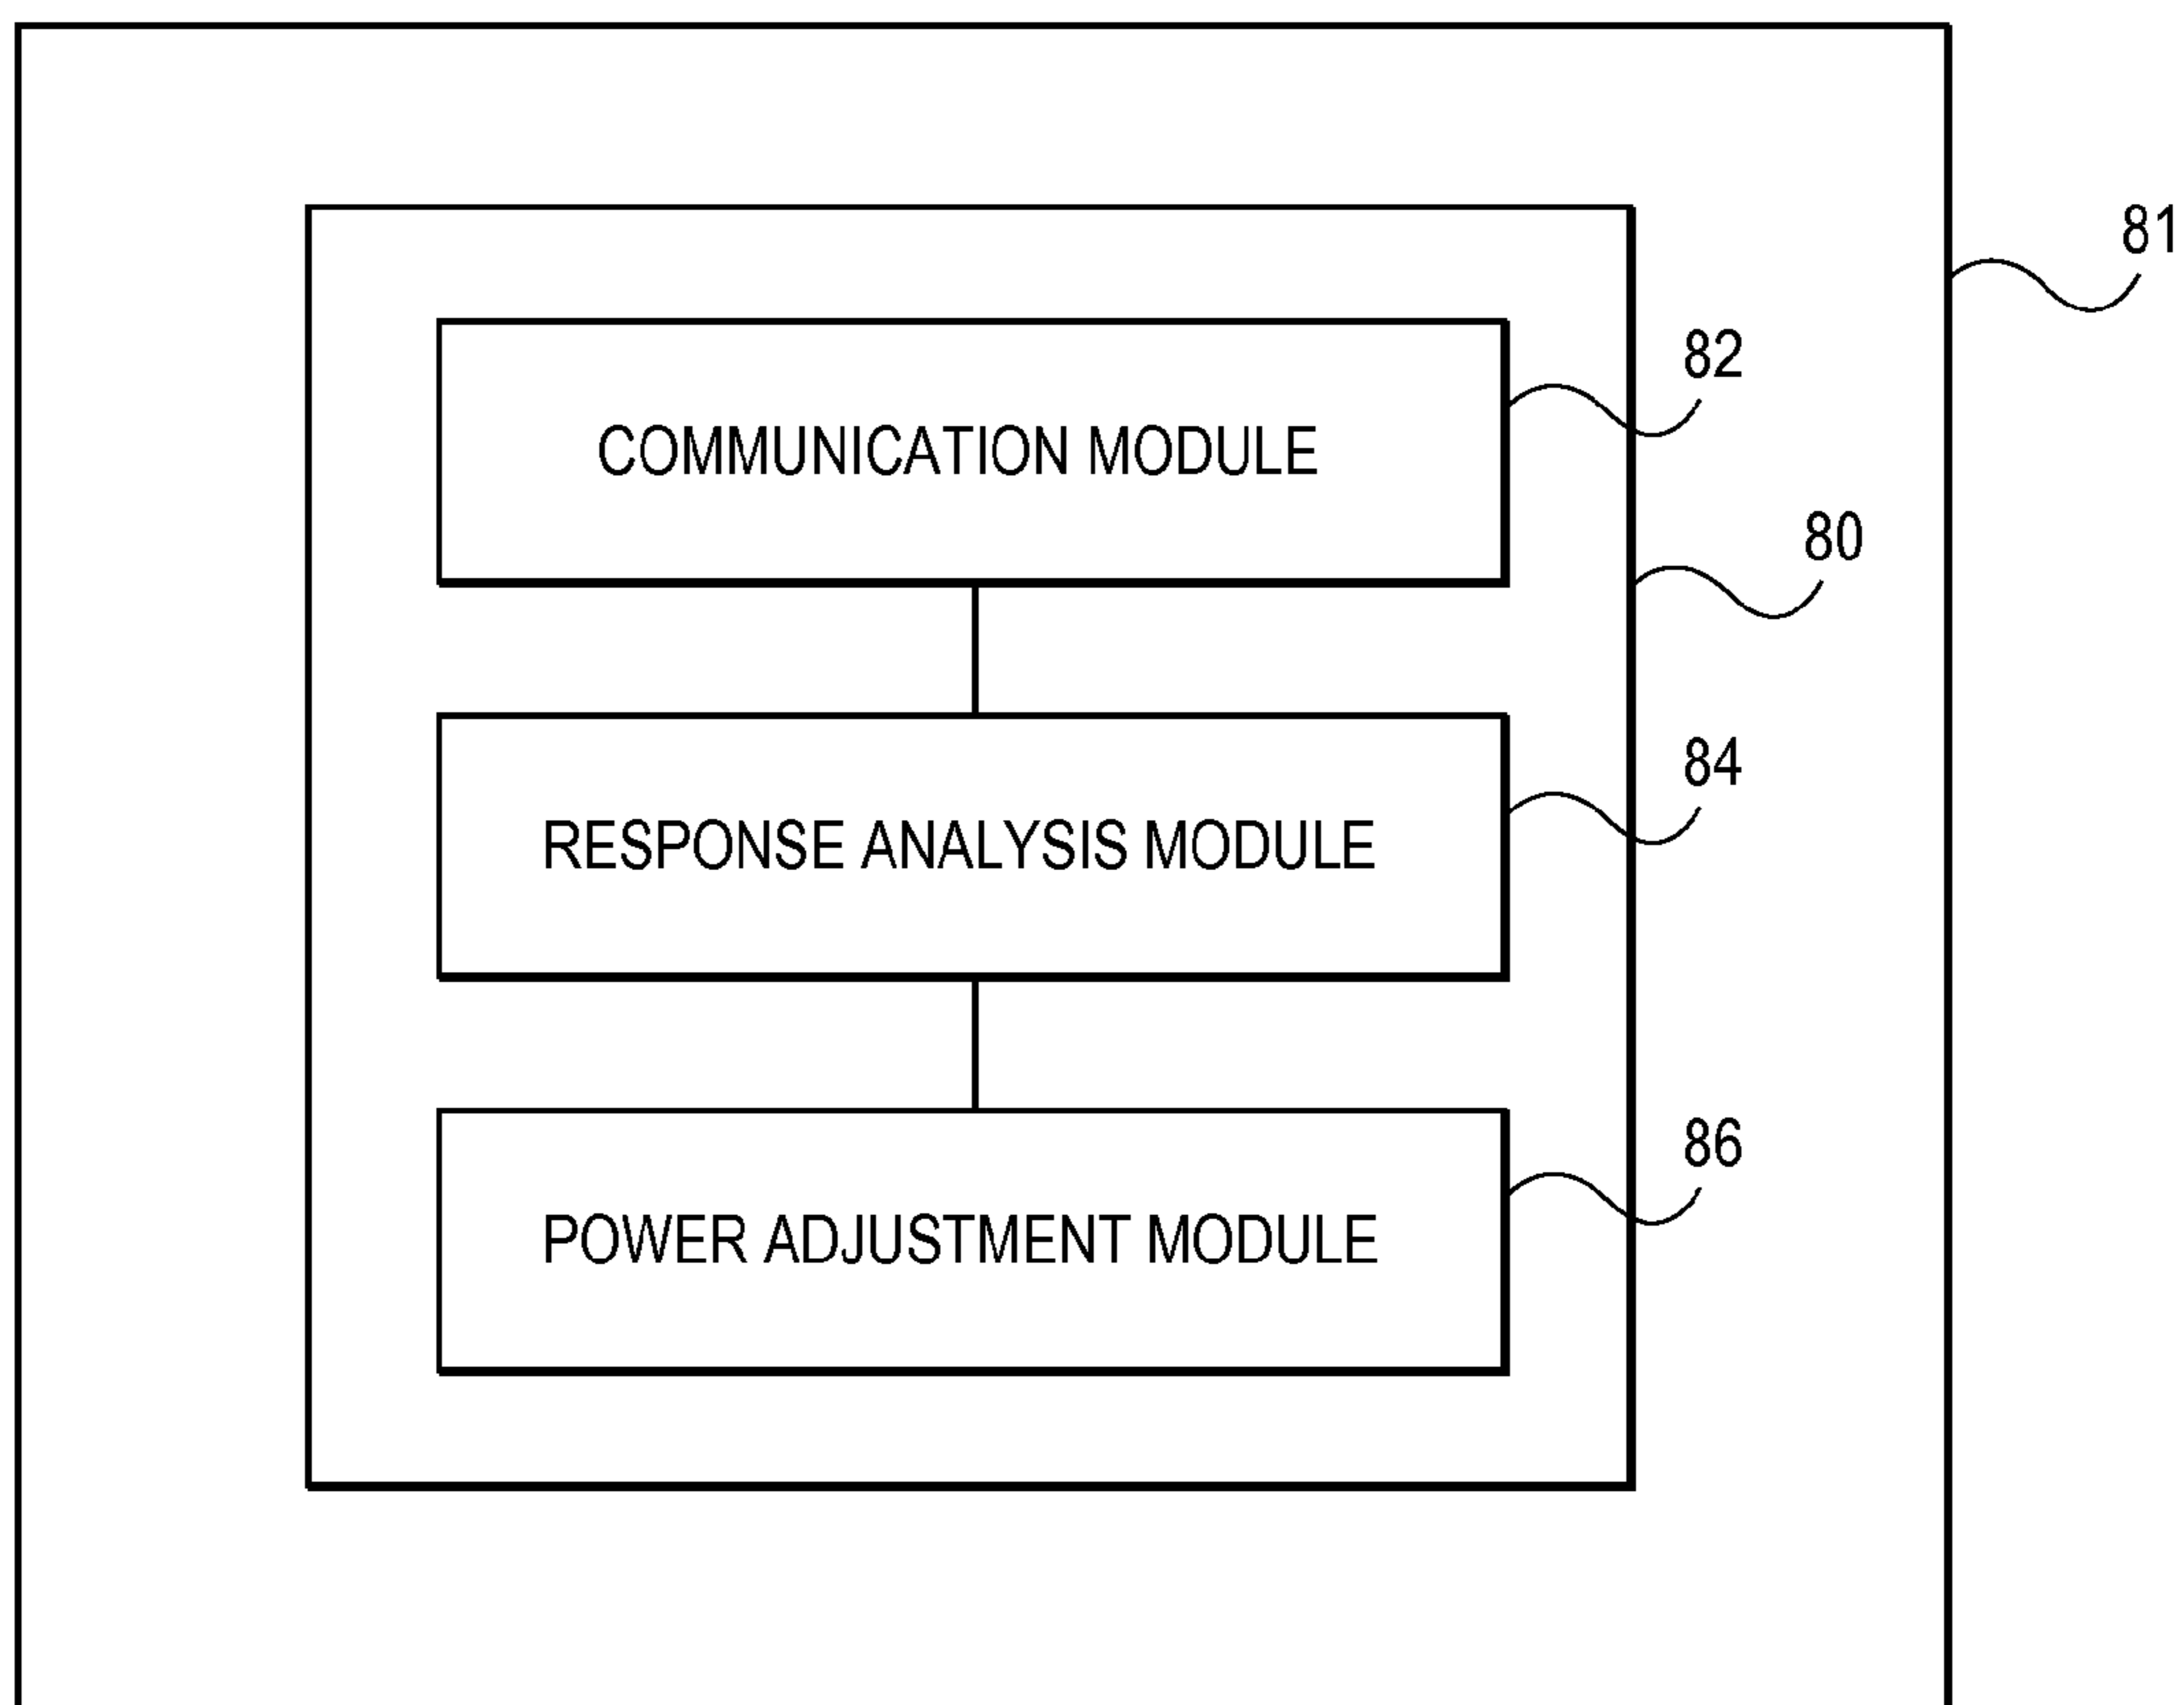 81
82
COMMUNICATION MODULE
80
84
RESPONSE ANALYSIS MODULE
86
POWER ADJUSTMENT MODULE